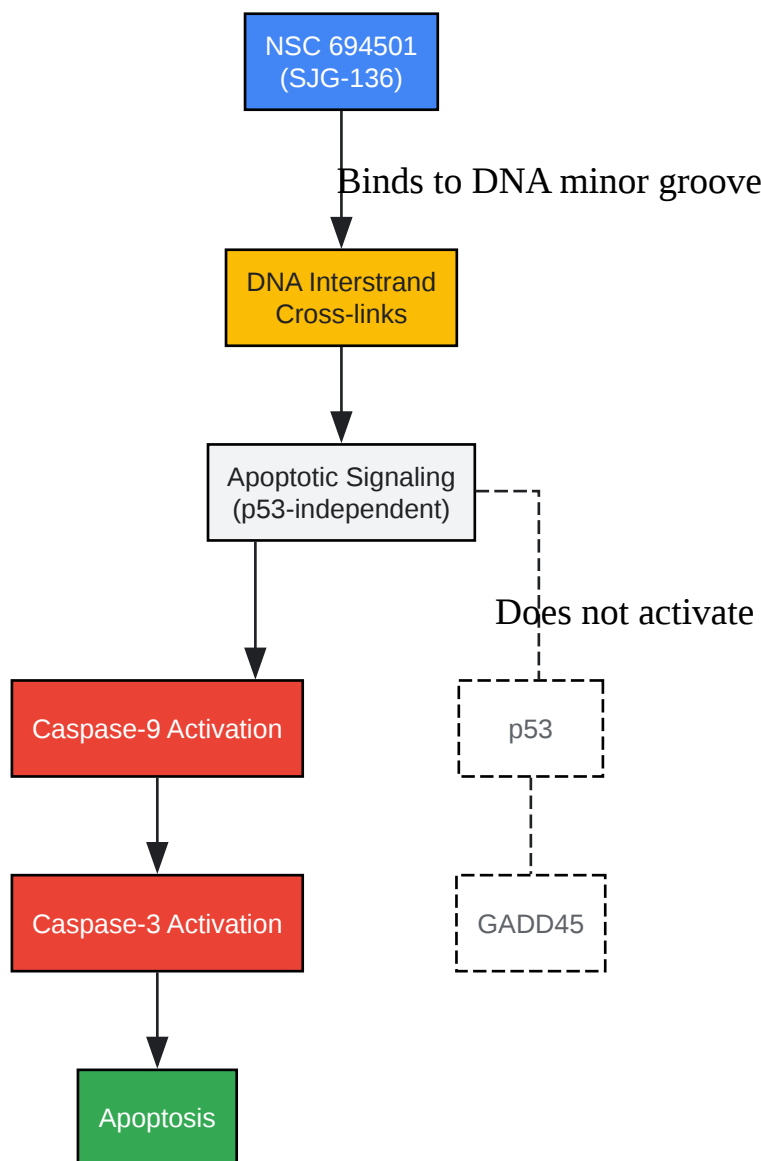 NSC 694501
(SJG-136)
Binds to DNA minor groove
DNA Interstrand
Cross-links
Apoptotic Signaling
(p53-independent)
Does not activate
Caspase-9 Activation
p53
Caspase-3 Activation
GADD45
Apoptosis